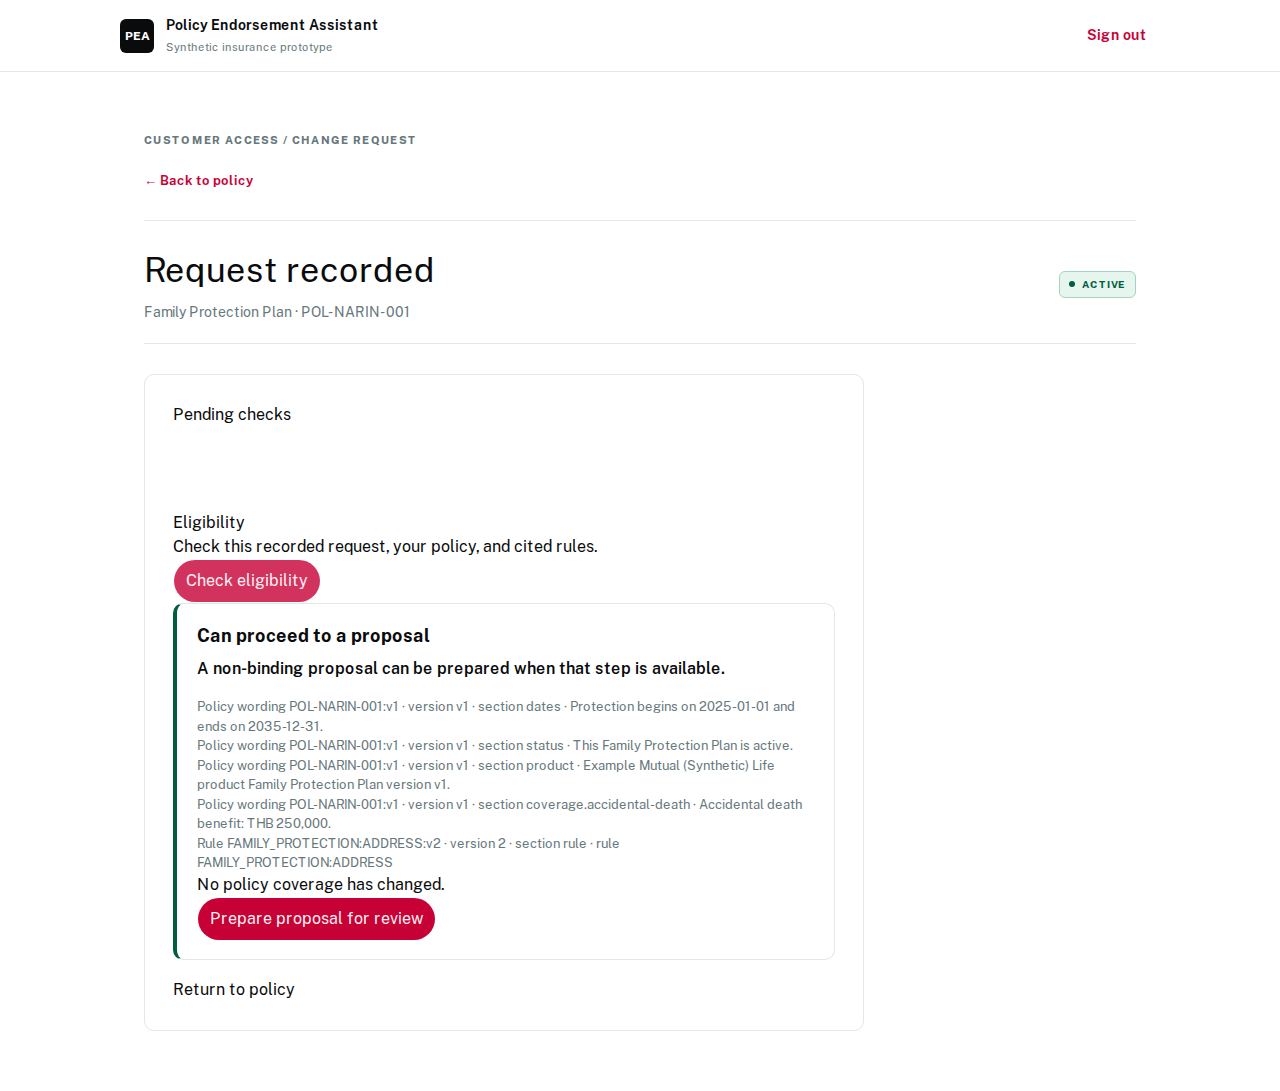 PEA
Policy Endorsement Assistant
Synthetic insurance prototype
Sign out
CUSTOMER ACCESS / CHANGE REQUEST
← Back to policy
Request recorded
Family Protection Plan · POL-NARIN-001
ACTIVE
Pending checks
Eligibility
Check this recorded request, your policy, and cited rules.
Check eligibility
Can proceed to a proposal
A non-binding proposal can be prepared when that step is available.
Policy wording POL-NARIN-001:v1 · version v1 · section dates · Protection begins on 2025-01-01 and
ends on 2035-12-31.
Policy wording POL-NARIN-001:v1 · version v1 · section status · This Family Protection Plan is active.
Policy wording POL-NARIN-001:v1 · version v1 · section product · Example Mutual (Synthetic) Life
product Family Protection Plan version v1.
Policy wording POL-NARIN-001:v1 · version v1 · section coverage.accidental-death · Accidental death
benefit: THB 250,000.
Rule FAMILY_PROTECTION:ADDRESS:v2 · version 2 · section rule · rule
FAMILY_PROTECTION:ADDRESS
No policy coverage has changed.
Prepare proposal for review
Return to policy